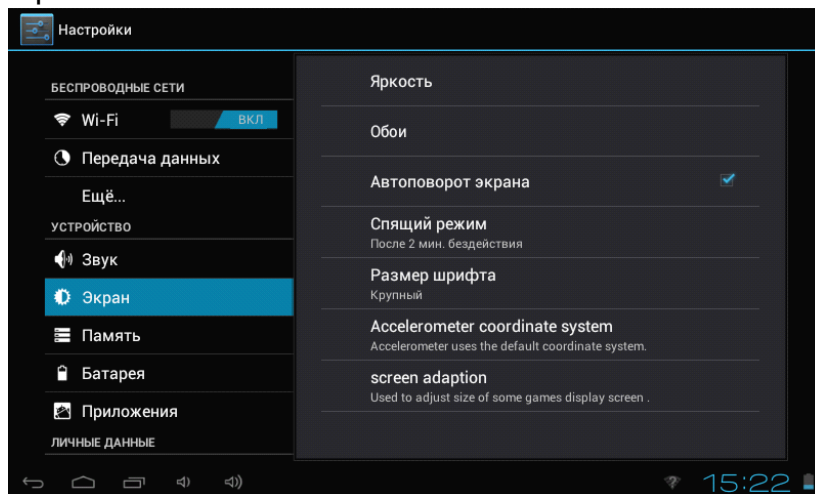 Настройки
БЕСПРОВОДНЫЕ СЕТИ
Wi-Fi ВКЛ
Передача данных
Ещё...
УСТРОЙСТВО
Звук
Экран
Память
Батарея
Приложения
ЛИЧНЫЕ ДАННЫЕ
Яркость
Обои
Автоповорот экрана
Спящий режим
После 2 мин. бездействия
Размер шрифта
Крупный
Accelerometer coordinate system
Accelerometer uses the default coordinate system.
screen adaption
Used to adjust size of some games display screen .
15:22